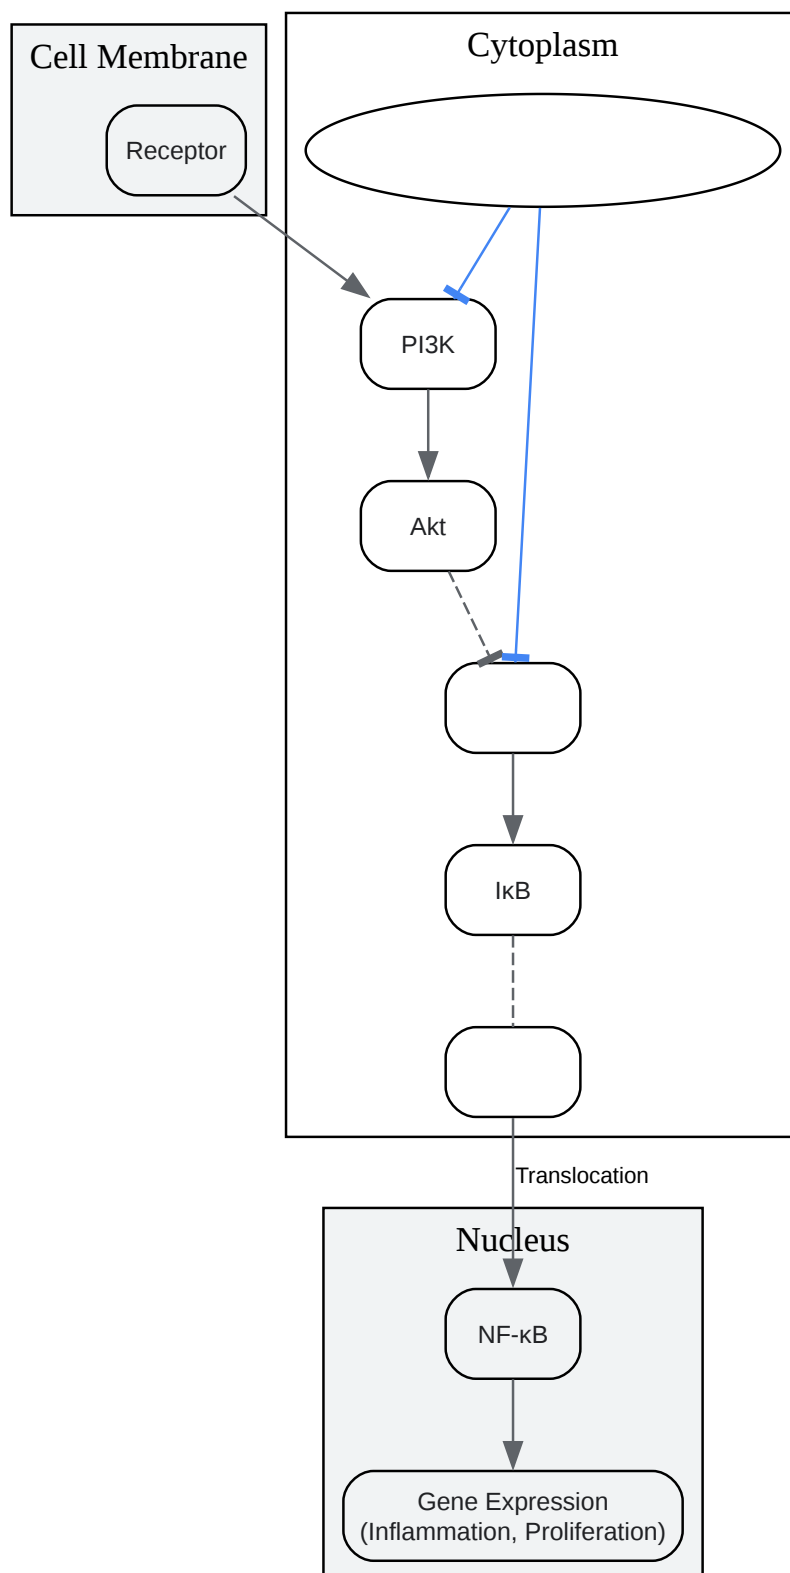 Cell Membrane
Cytoplasm
Receptor
PI3K
Akt
IκB
Translocation
Nucleus
NF-κB
Gene Expression
(Inflammation, Proliferation)